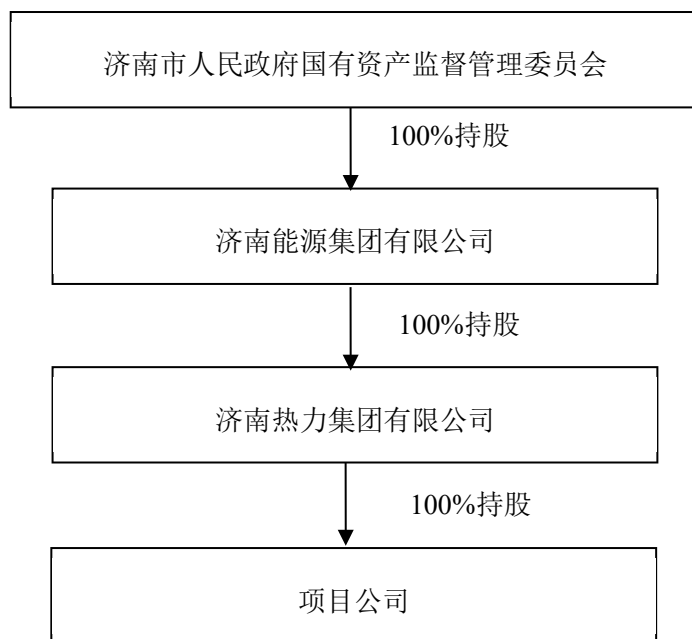 济南市人民政府国有资产监督管理委员会
100%持股
济南能源集团有限公司
100%持股
济南热力集团有限公司
100%持股
项目公司